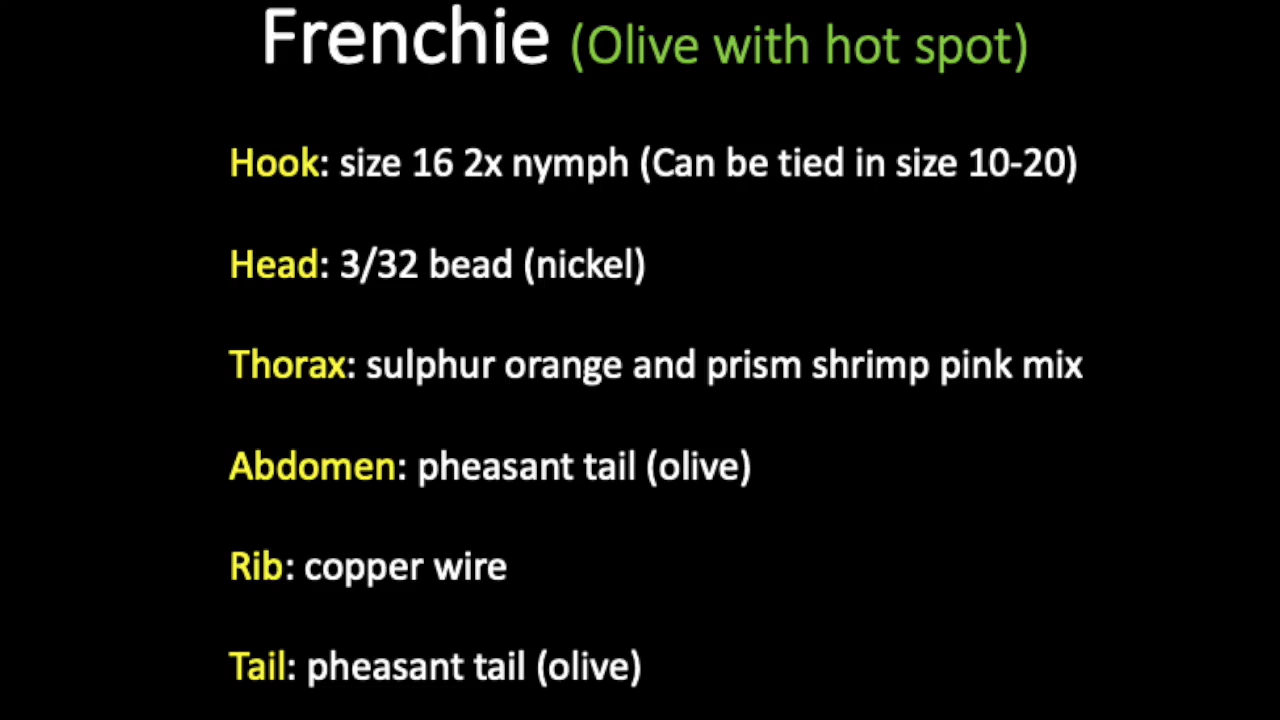 Frenchie (Olive with hot spot)
Hook: size 16 2x nymph (Can be tied in size 10-20)
Head: 3/32 bead (nickel)
Thorax: sulphur orange and prism shrimp pink mix
Abdomen: pheasant tail (olive)
Rib: copper wire
Tail: pheasant tail (olive)